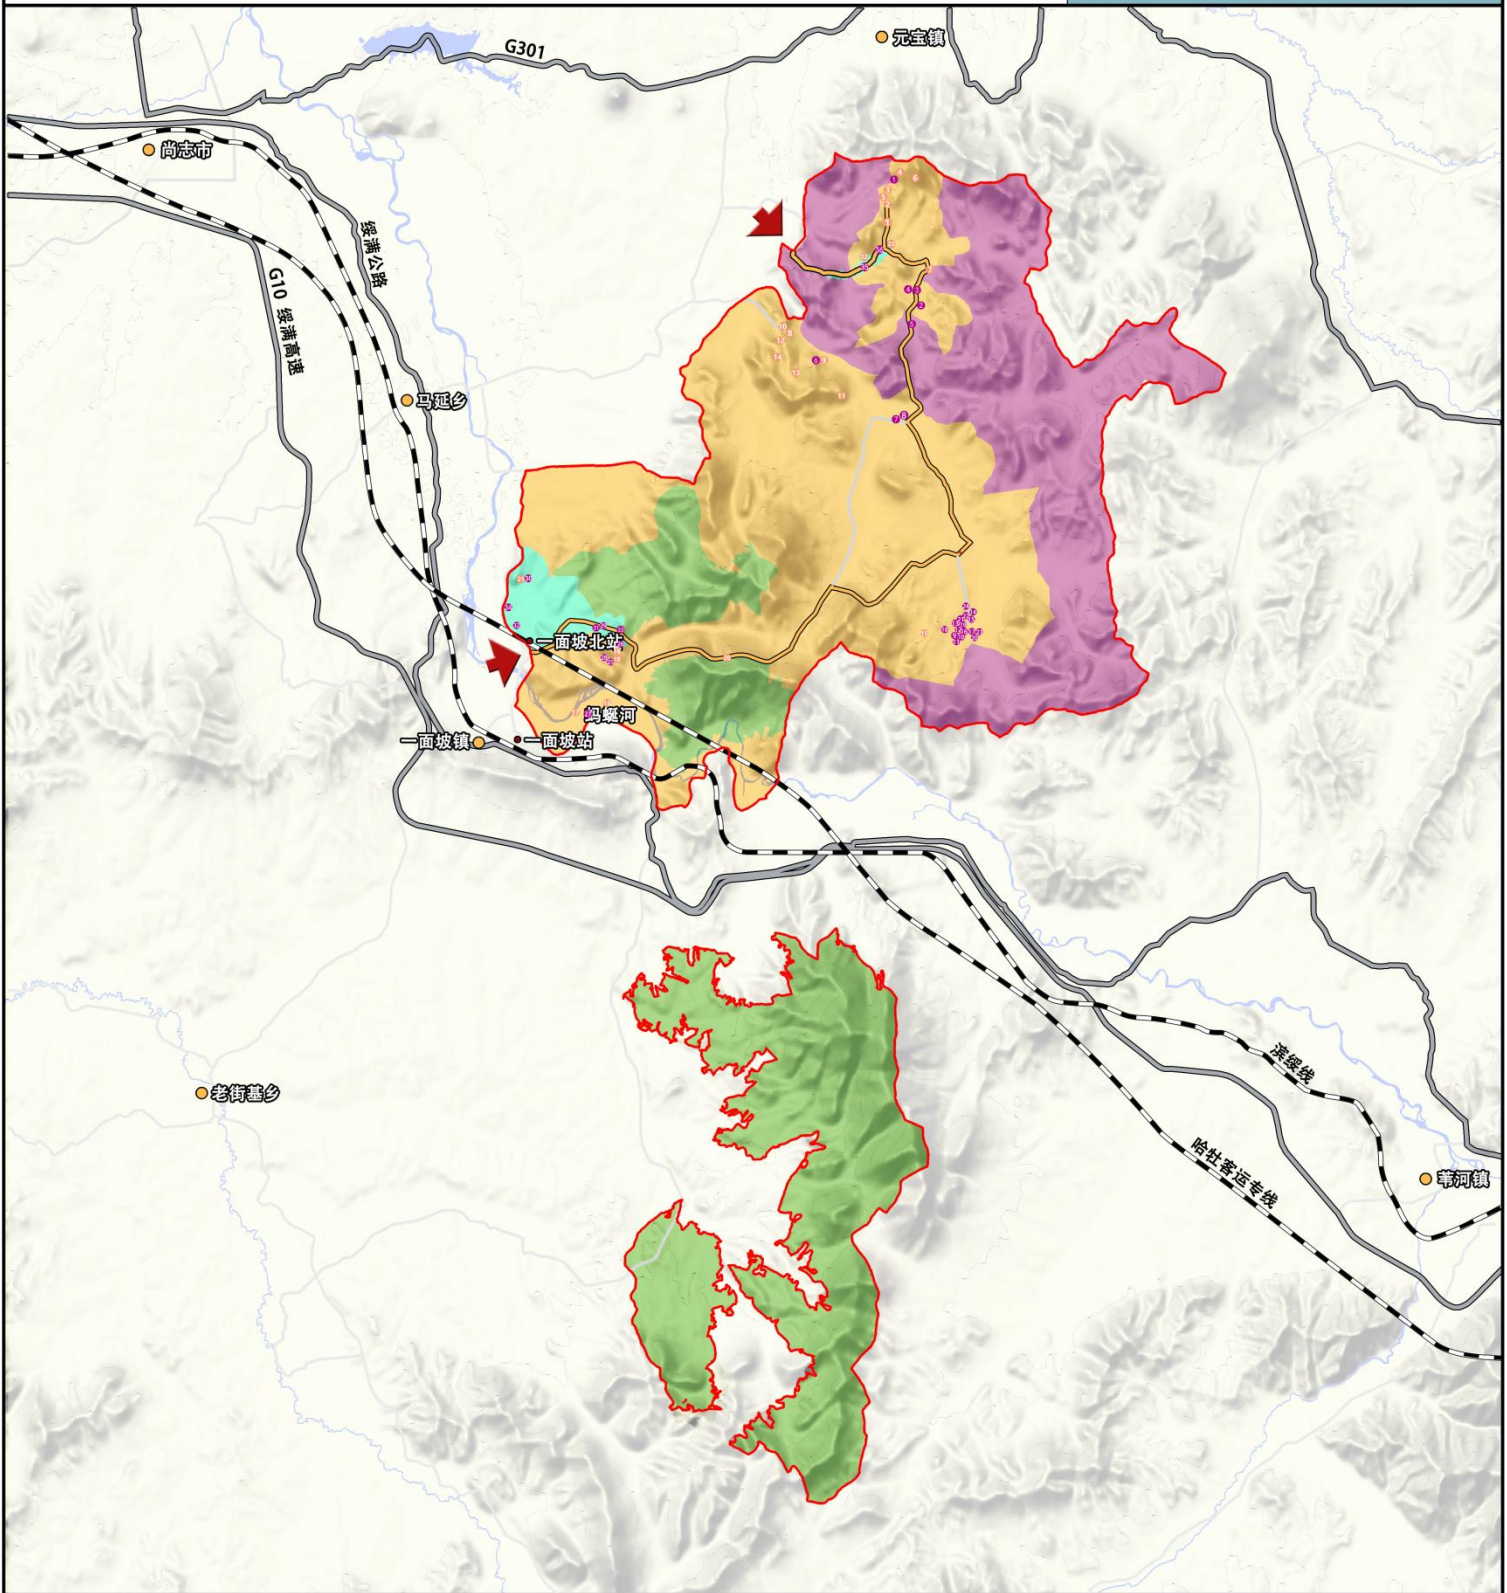 G301
元宝镇
尚志市
绥满公路
G10 绥满高速
马延乡
一面坡北站
蚂蜒河
一面坡镇
一面坡站
滨绥线
老街基乡
哈牡客运专线
苇河镇